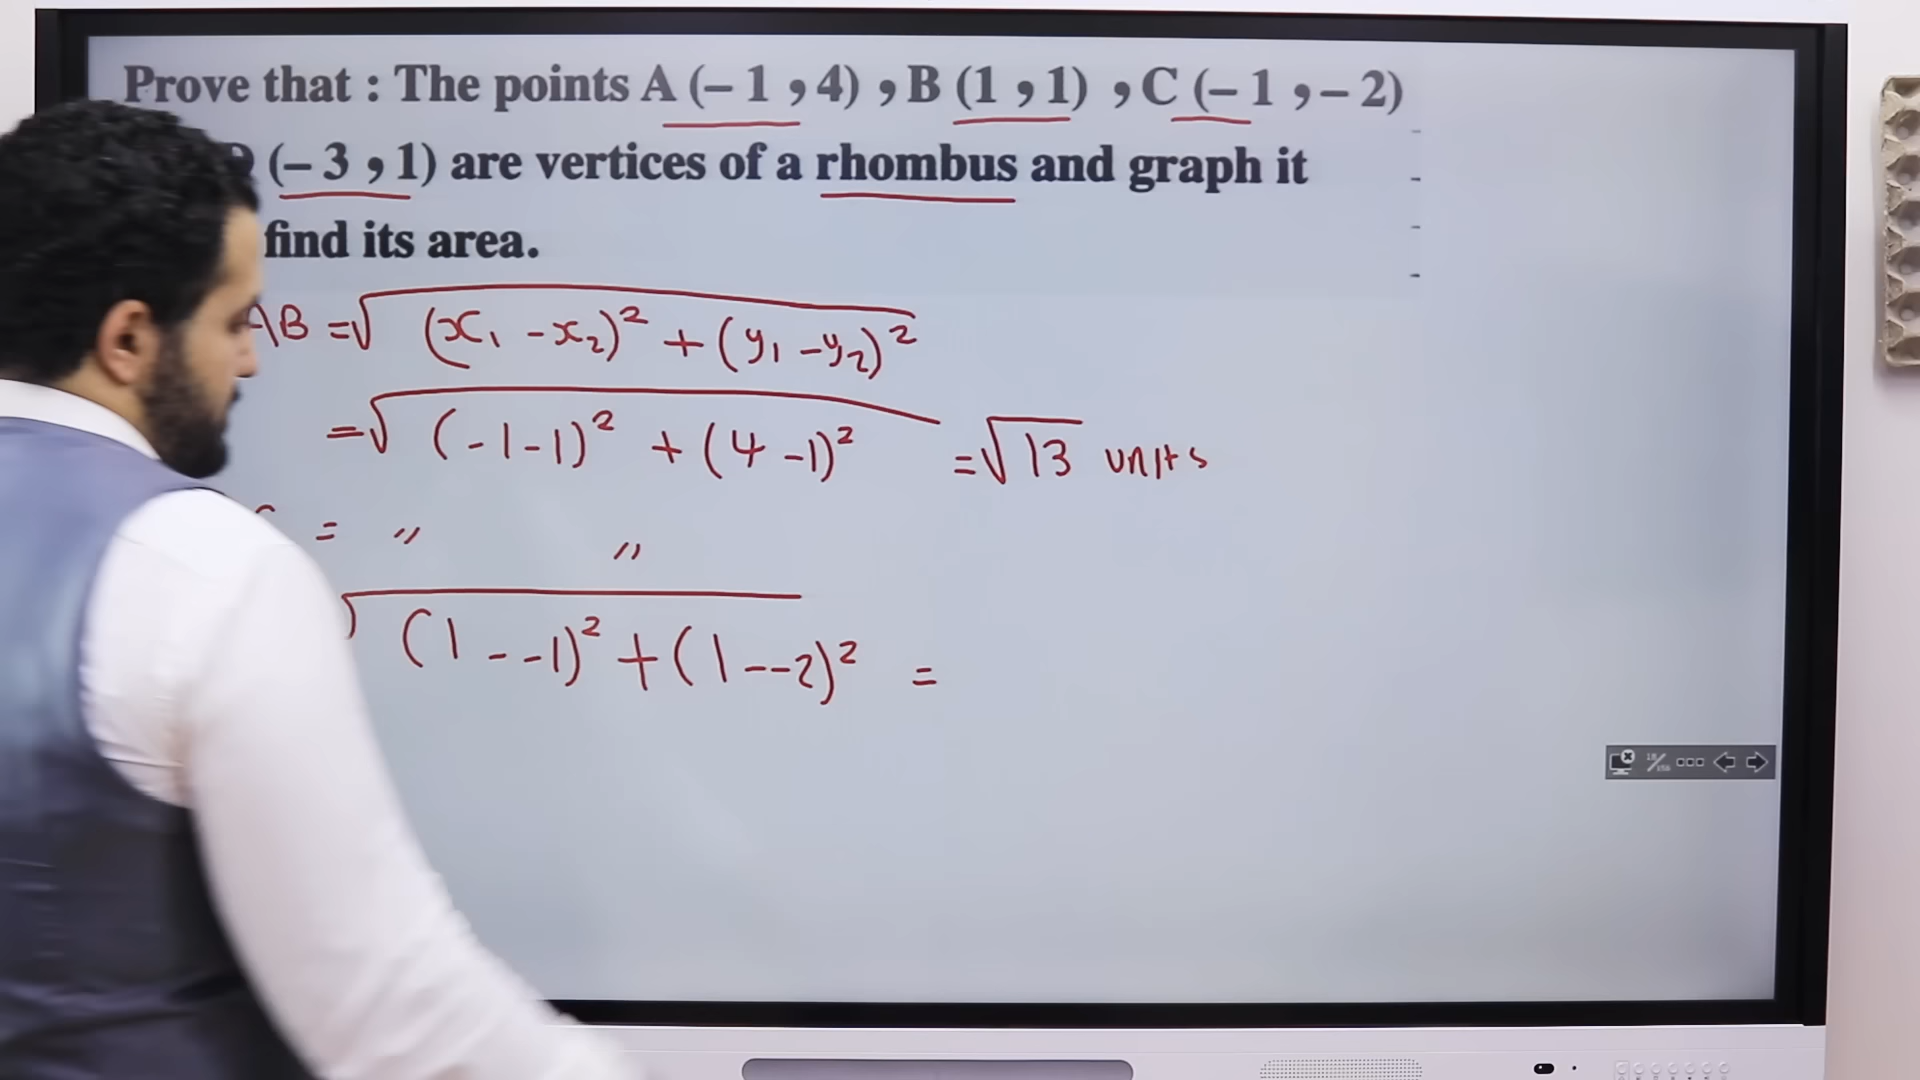 Prove that : The points A (– 1 , 4) , B (1 , 1) , C (– 1 , – 2)
(– 3 , 1) are vertices of a rhombus and graph it
find its area.
AB = √(x₁ - x₂)² + (y₁ - y₂)²
= √(-1-1)² + (4-1)² = √13 units
= 〃 〃
√(1--1)² + (1--2)² =